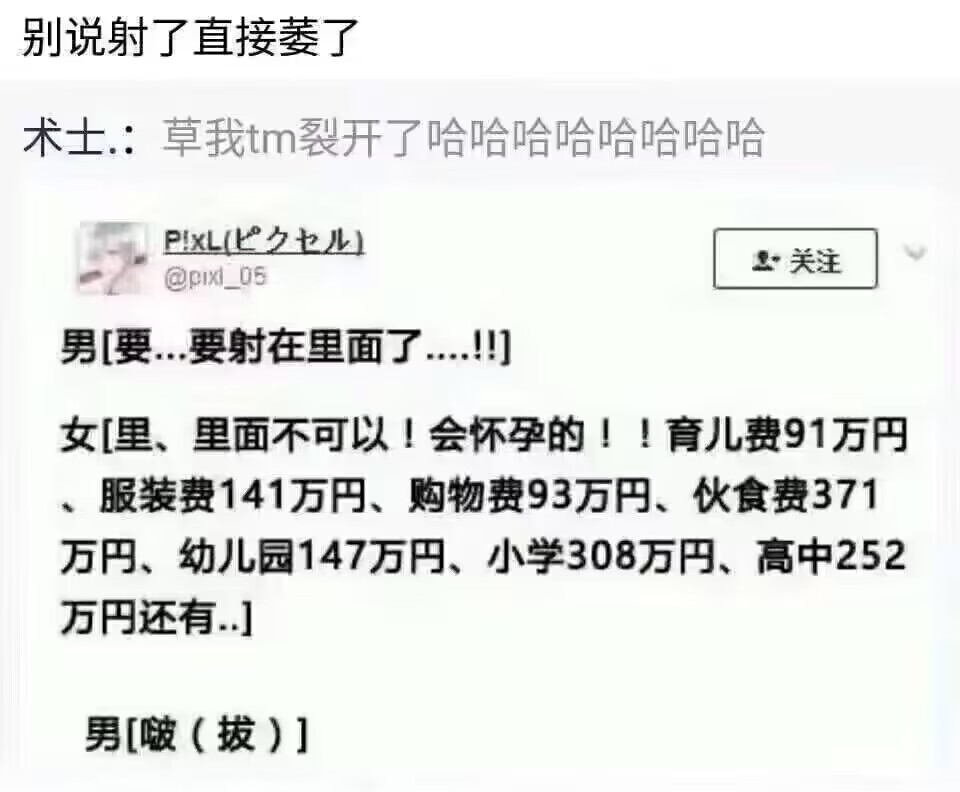 别说射了直接萎了
术士.：草我tm裂开了哈哈哈哈哈哈哈哈
P!xL(ピクセル)
@pixl_05
关注
男[要...要射在里面了....!!]
女[里、里面不可以！会怀孕的！！育儿费91万円
、服装费141万円、购物费93万円、伙食费371
万円、幼儿园147万円、小学308万円、高中252
万円还有..]
男[啵（拔）]